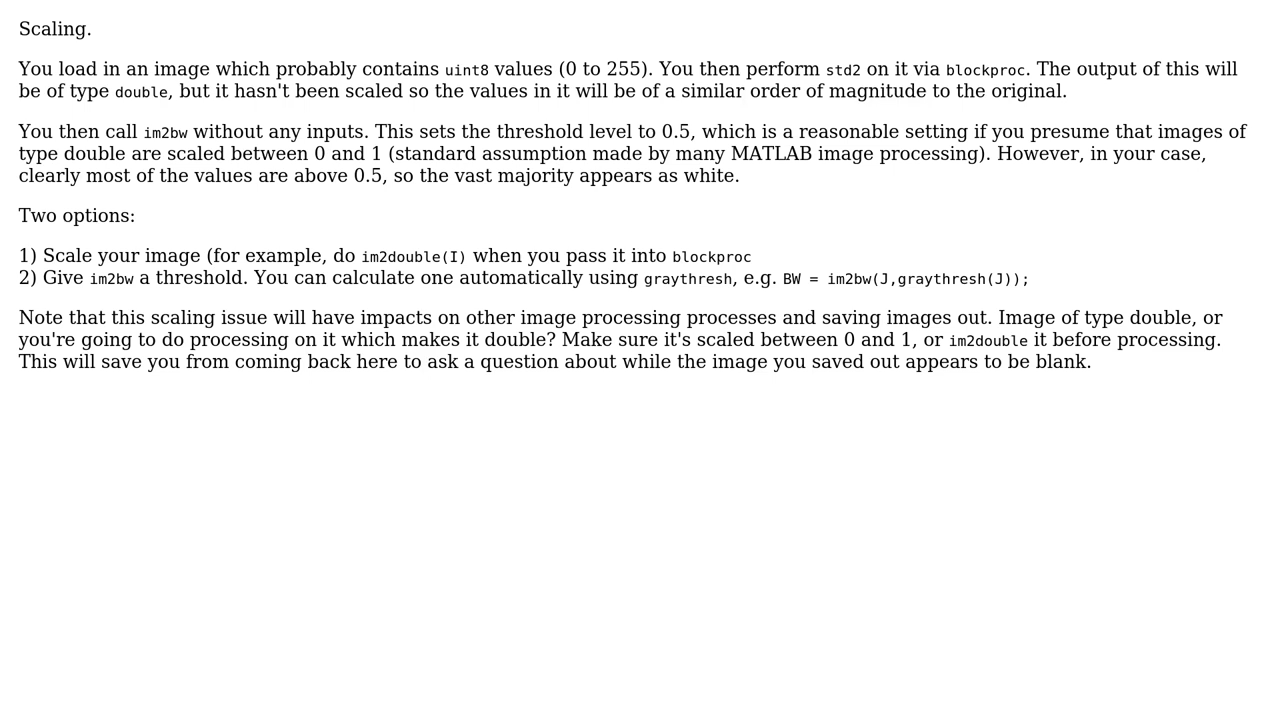 Scaling.
You load in an image which probably contains uint8 values (0 to 255). You then perform std2 on it via blockproc. The output of this will
be of type double, but it hasn't been scaled so the values in it will be of a similar order of magnitude to the original.
You then call im2bw without any inputs. This sets the threshold level to 0.5, which is a reasonable setting if you presume that images of
type double are scaled between 0 and 1 (standard assumption made by many MATLAB image processing). However, in your case,
clearly most of the values are above 0.5, so the vast majority appears as white.
Two options:
1) Scale your image (for example, do im2double(I) when you pass it into blockproc
2) Give im2bw a threshold. You can calculate one automatically using graythresh, e.g. BW = im2bw(J,graythresh(J));
Note that this scaling issue will have impacts on other image processing processes and saving images out. Image of type double, or
you're going to do processing on it which makes it double? Make sure it's scaled between 0 and 1, or im2double it before processing.
This will save you from coming back here to ask a question about while the image you saved out appears to be blank.